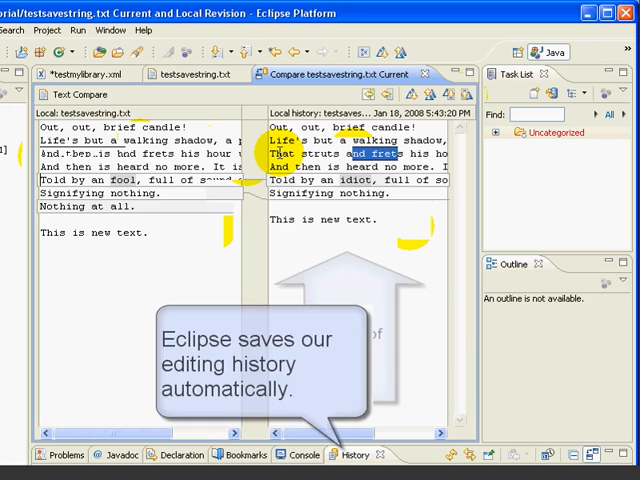 orial/testsavestring.txt Current and Local Revision - Eclipse Platform
Search Project Run Window Help
Java
*testmylibrary.xml testsavestring.txt Compare testsavestring.txt Current
Task List
Text Compare
Find: All
Local: testsavestring.txt
Local history: testsaves... Jan 18, 2008 5:43:20 PM
Uncategorized
Out, out, brief candle!
Life's but a walking shadow, a p
And then is heard no more. It is
Told by an fool, full of sound
Signifying nothing.
Nothing at all.
This is new text.
Out, out, brief candle!
Life's but a walking shadow,
That struts and frets his ho
And then is heard no more. I
Told by an idiot, full of so
Signifying nothing.
This is new text.
Outline
An outline is not available.
of
Eclipse saves our
editing history
automatically.
Problems Javadoc Declaration Bookmarks Console History